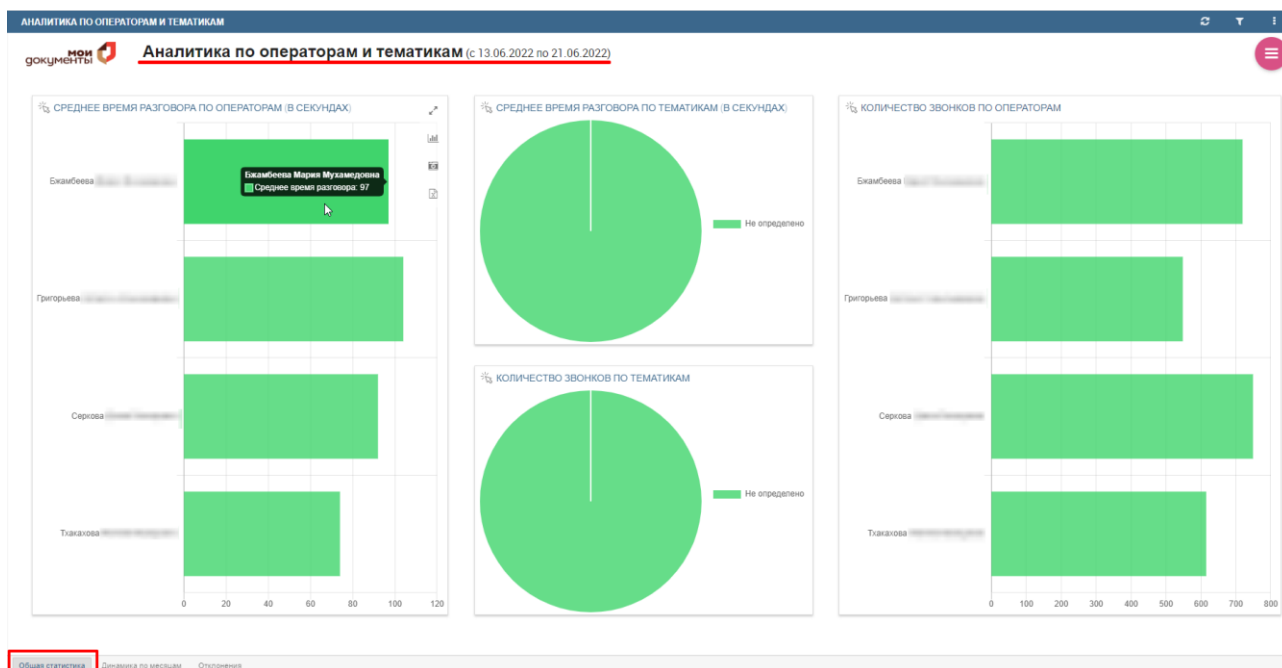 АНАЛИТИКА ПО ОПЕРАТОРАМ И ТЕМАТИКАМ
мои документы
Аналитика по операторам и тематикам (с 13.06.2022 по 21.06.2022)
СРЕДНЕЕ ВРЕМЯ РАЗГОВОРА ПО ОПЕРАТОРАМ (В СЕКУНДАХ)
Бжамбеева
Бжамбеева Мария Мухамедовна
Среднее время разговора: 97
Григорьева
Серкова
Тхакахова
0 20 40 60 80 100 120
СРЕДНЕЕ ВРЕМЯ РАЗГОВОРА ПО ТЕМАТИКАМ (В СЕКУНДАХ)
Не определено
КОЛИЧЕСТВО ЗВОНКОВ ПО ТЕМАТИКАМ
Не определено
КОЛИЧЕСТВО ЗВОНКОВ ПО ОПЕРАТОРАМ
Бжамбеева
Григорьева
Серкова
Тхакахова
0 100 200 300 400 500 600 700 800
Общая статистика Динамика по месяцам Отклонения